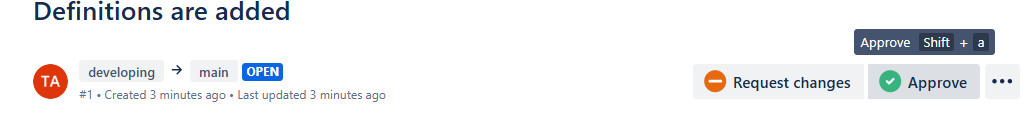 Definitions are added
Approve Shift + a
TA developing → main OPEN
#1 • Created 3 minutes ago • Last updated 3 minutes ago
Request changes Approve •••